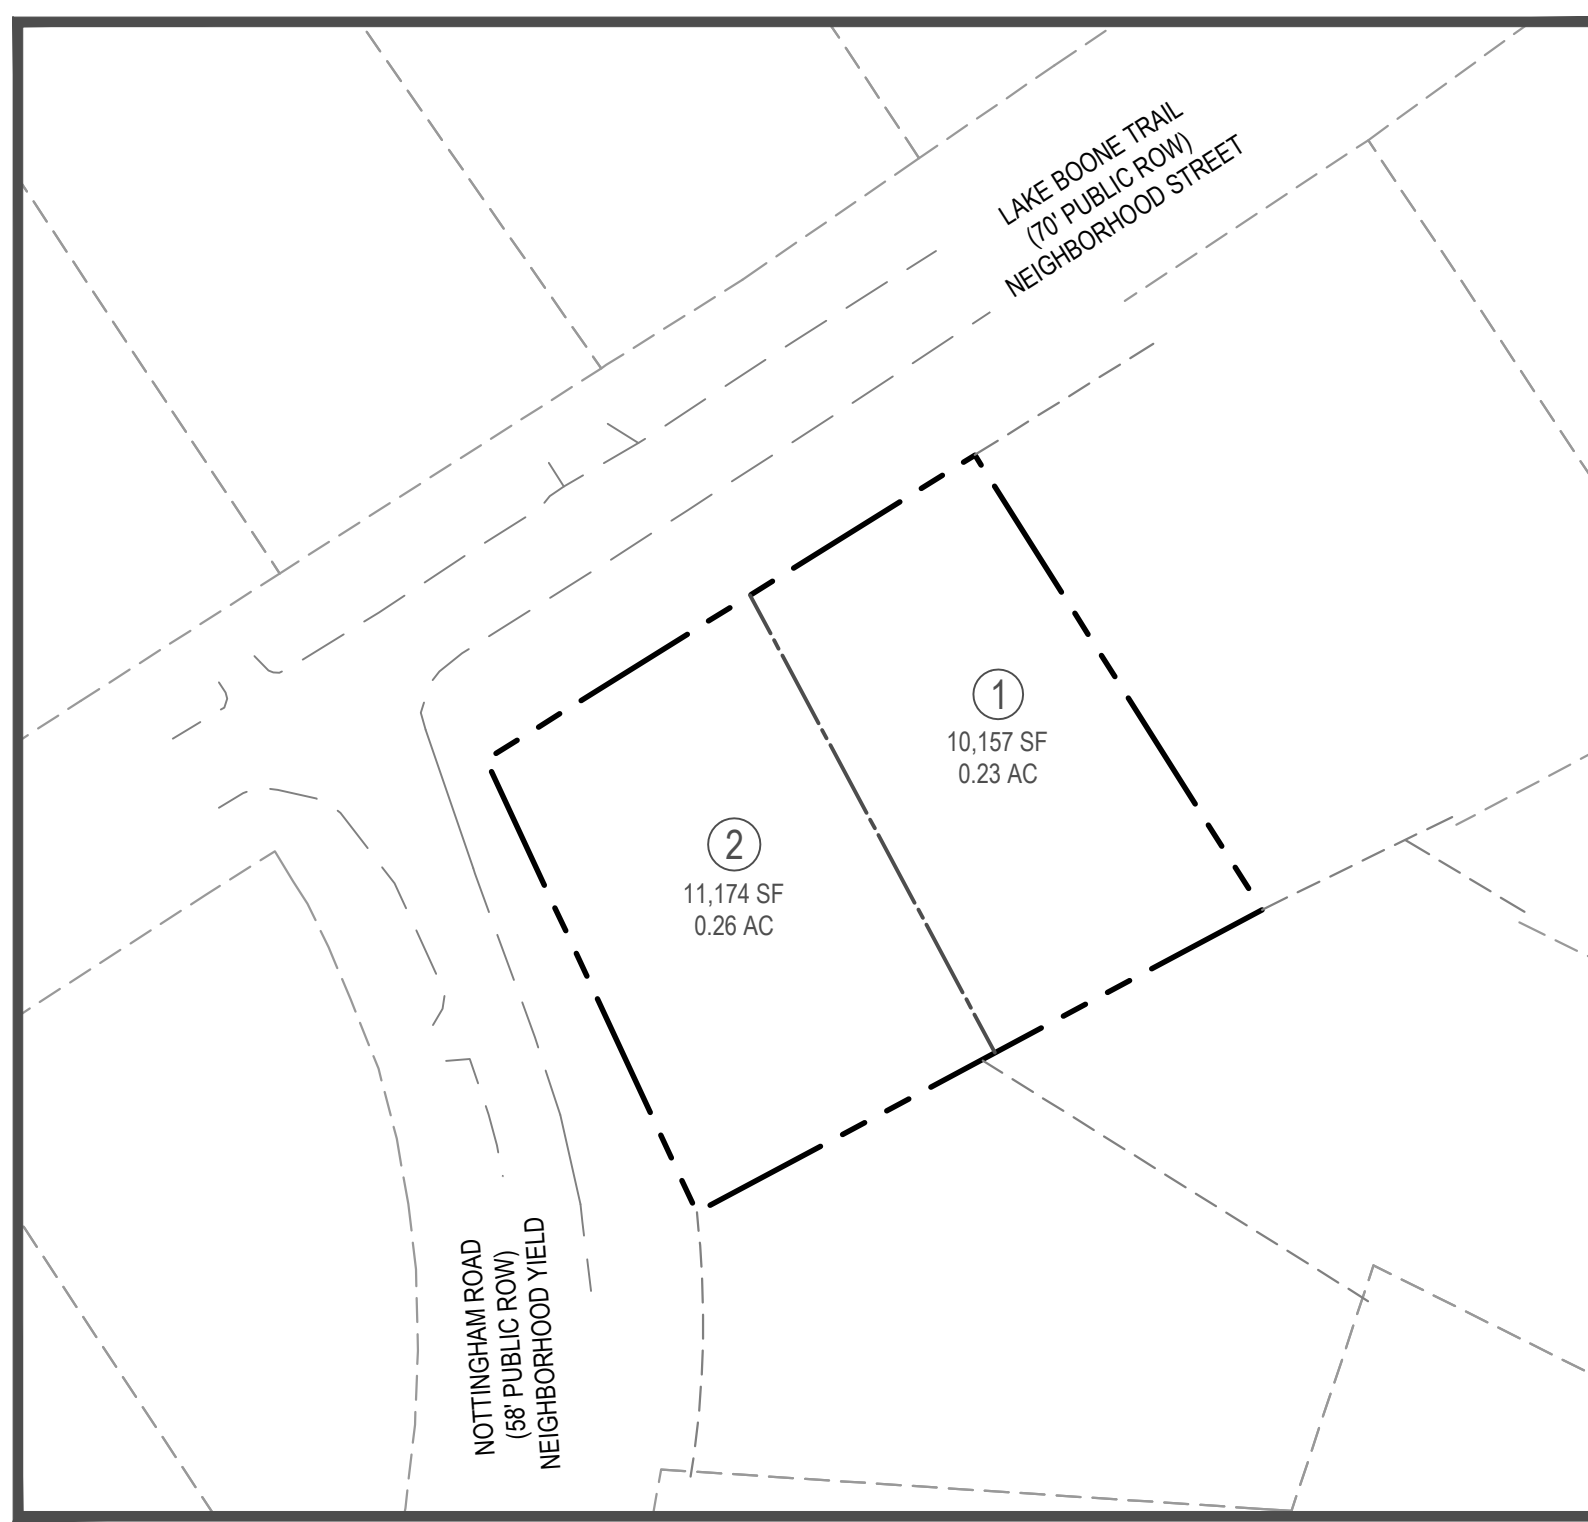 LAKE BOONE TRAIL
(70' PUBLIC ROW)
NEIGHBORHOOD STREET
1
10,157 SF
0.23 AC
2
11,174 SF
0.26 AC
NOTTINGHAM ROAD
(58' PUBLIC ROW)
NEIGHBORHOOD YIELD